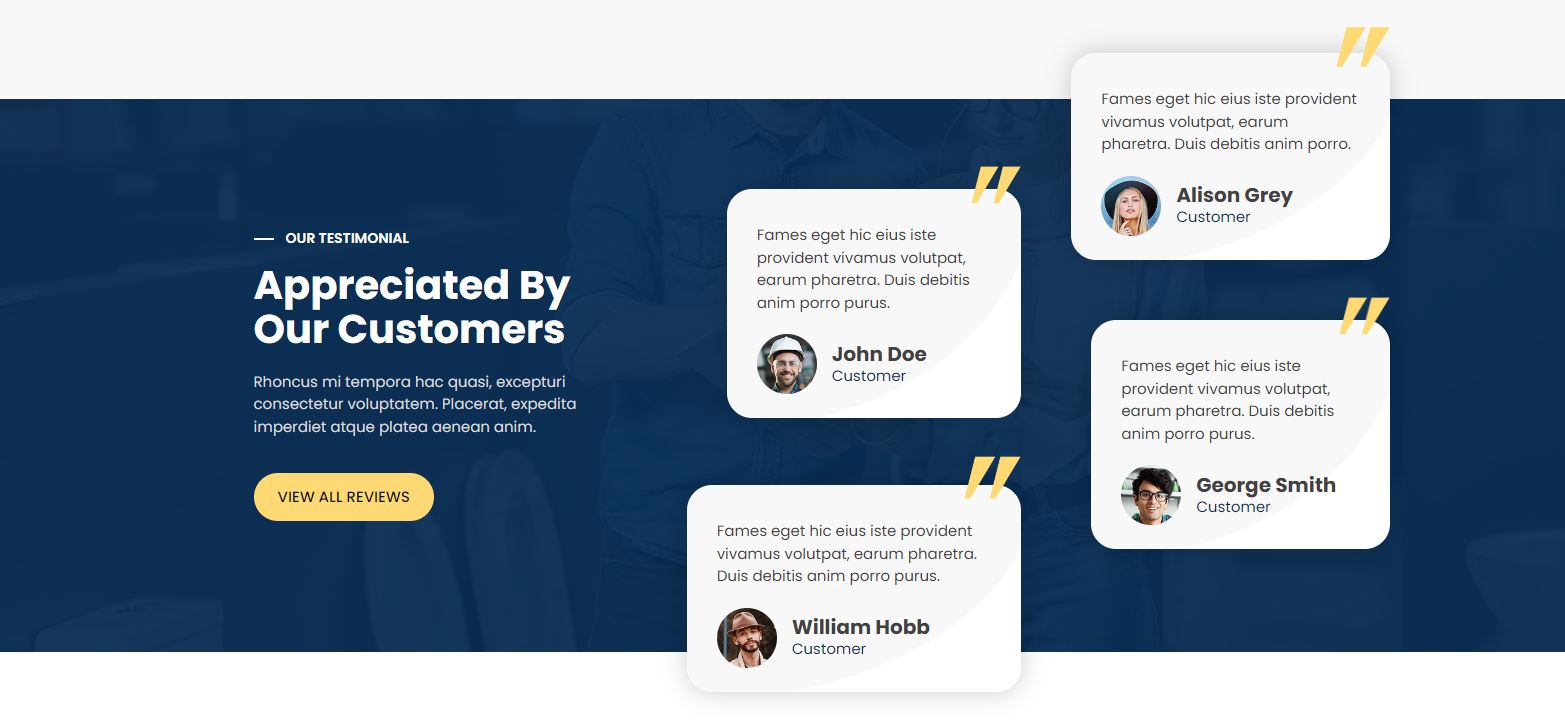 OUR TESTIMONIAL
Appreciated By
Our Customers
Rhoncus mi tempora hac quasi, excepturi
consectetur voluptatem. Placerat, expedita
imperdiet atque platea aenean anim.
VIEW ALL REVIEWS
Fames eget hic eius iste
provident vivamus volutpat,
earum pharetra. Duis debitis
anim porro purus.
John Doe
Customer
Fames eget hic eius iste provident
vivamus volutpat, earum pharetra.
Duis debitis anim porro purus.
William Hobb
Customer
Fames eget hic eius iste provident
vivamus volutpat, earum
pharetra. Duis debitis anim porro.
Alison Grey
Customer
Fames eget hic eius iste
provident vivamus volutpat,
earum pharetra. Duis debitis
anim porro purus.
George Smith
Customer